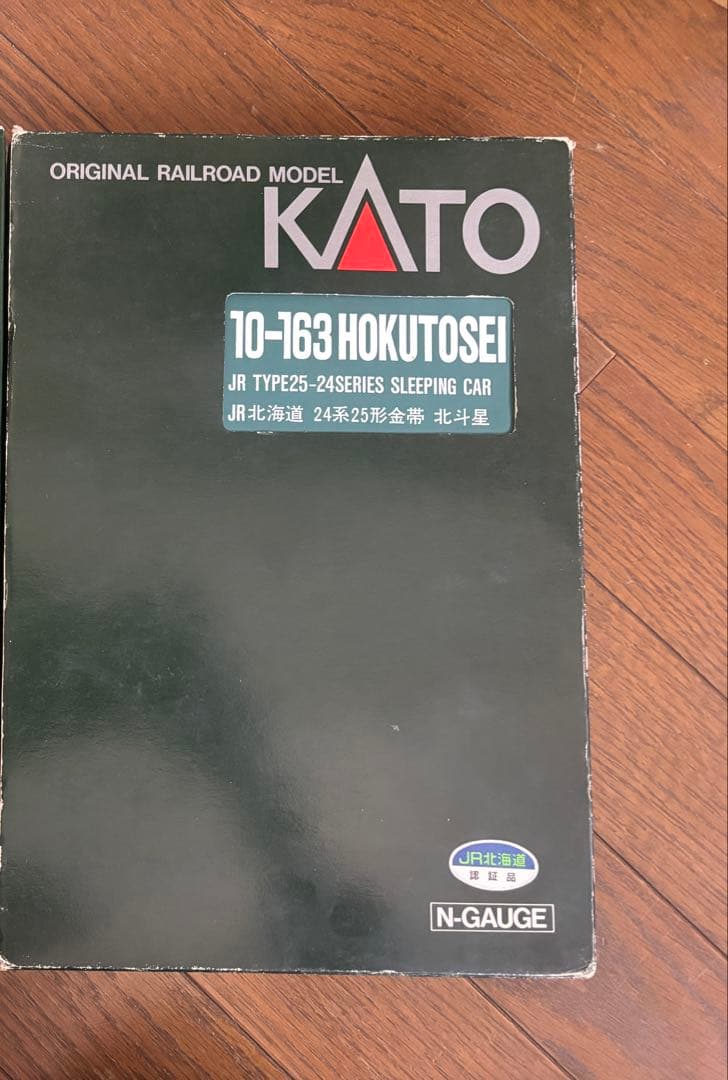 ORIGINAL RAILROAD MODEL
KATO
10-163 HOKUTOSEI
JR TYPE25-24SERIES SLEEPING CAR
JR北海道 24系25形金帯 北斗星
JR北海道
認証品
N-GAUGE